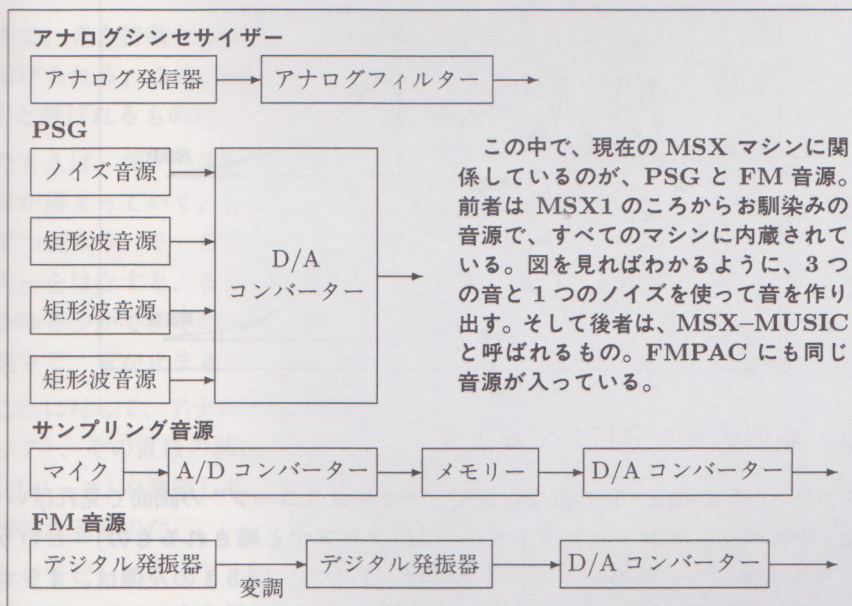 アナログシンセサイザー
アナログ発信器
アナログフィルター
PSG
ノイズ音源
矩形波音源
矩形波音源
矩形波音源
D/A
コンバーター
この中で、現在の MSX マシンに関
係しているのが、PSG と FM 音源。
前者は MSX1 のころからお馴染みの
音源で、すべてのマシンに内蔵されて
いる。図を見ればわかるように、3 つ
の音と 1 つのノイズを使って音を作り
出す。そして後者は、MSX–MUSIC
と呼ばれるもの。FMPAC にも同じ
音源が入っている。
サンプリング音源
マイク
A/D コンバーター
メモリー
D/A コンバーター
FM 音源
デジタル発振器
変調
デジタル発振器
D/A コンバーター